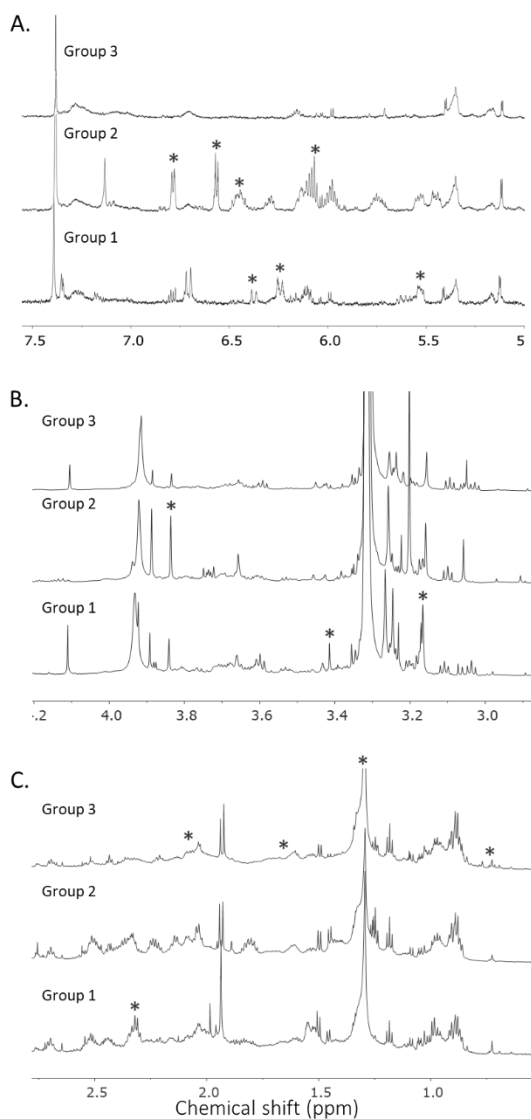 A.
Group 3
Group 2
* * * *
Group 1
* * *
7.5 7.0 6.5 6.0 5.5 5
B.
Group 3
Group 2
*
Group 1
* *
.2 4.0 3.8 3.6 3.4 3.2 3.0
C.
*
Group 3
* * *
Group 2
Group 1
*
2.5 2.0 1.5 1.0
Chemical shift (ppm)